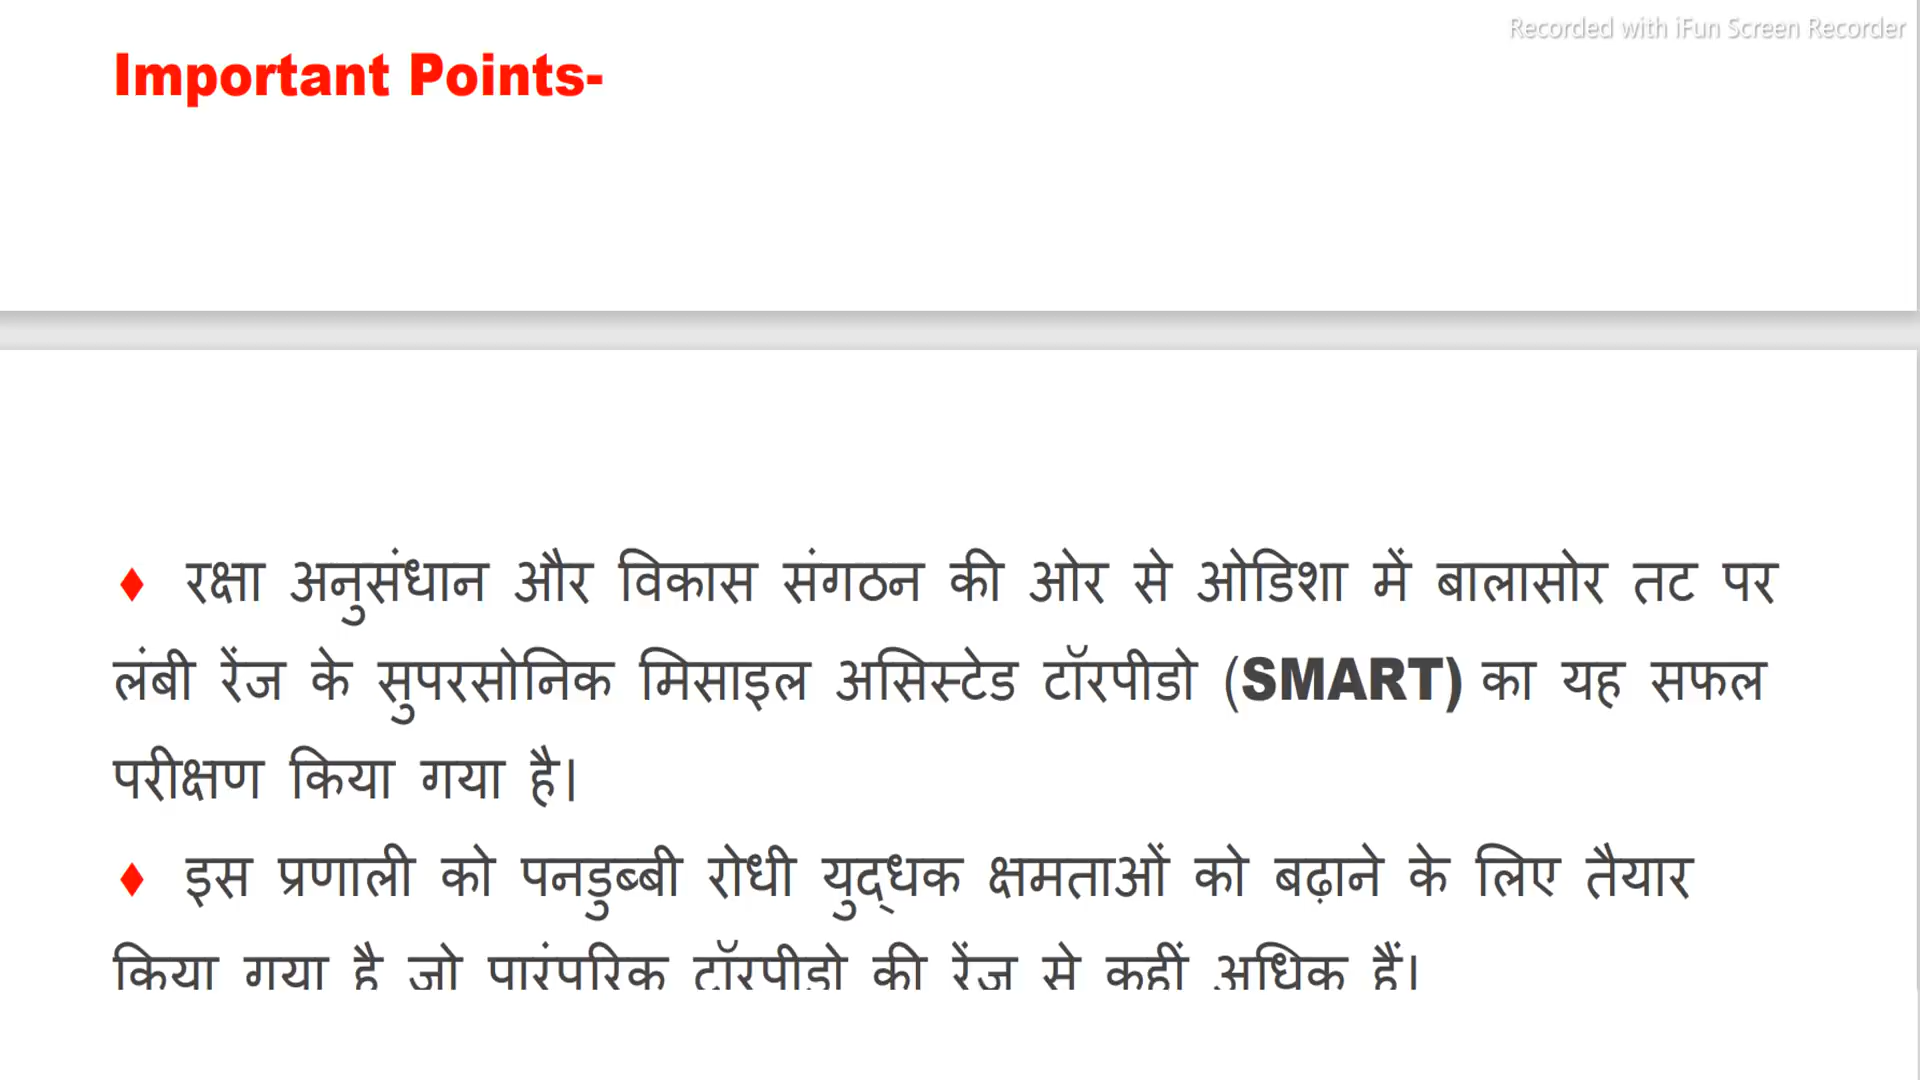 Recorded with iFun Screen Recorder
Important Points-
♦ रक्षा अनुसंधान और विकास संगठन की ओर से ओडिशा में बालासोर तट पर
लंबी रेंज के सुपरसोनिक मिसाइल असिस्टेड टॉरपीडो (SMART) का यह सफल
परीक्षण किया गया है।
♦ इस प्रणाली को पनडुब्बी रोधी युद्धक क्षमताओं को बढ़ाने के लिए तैयार
किया गया है जो पारंपरिक टॉरपीडो की रेंज से कहीं अधिक हैं।